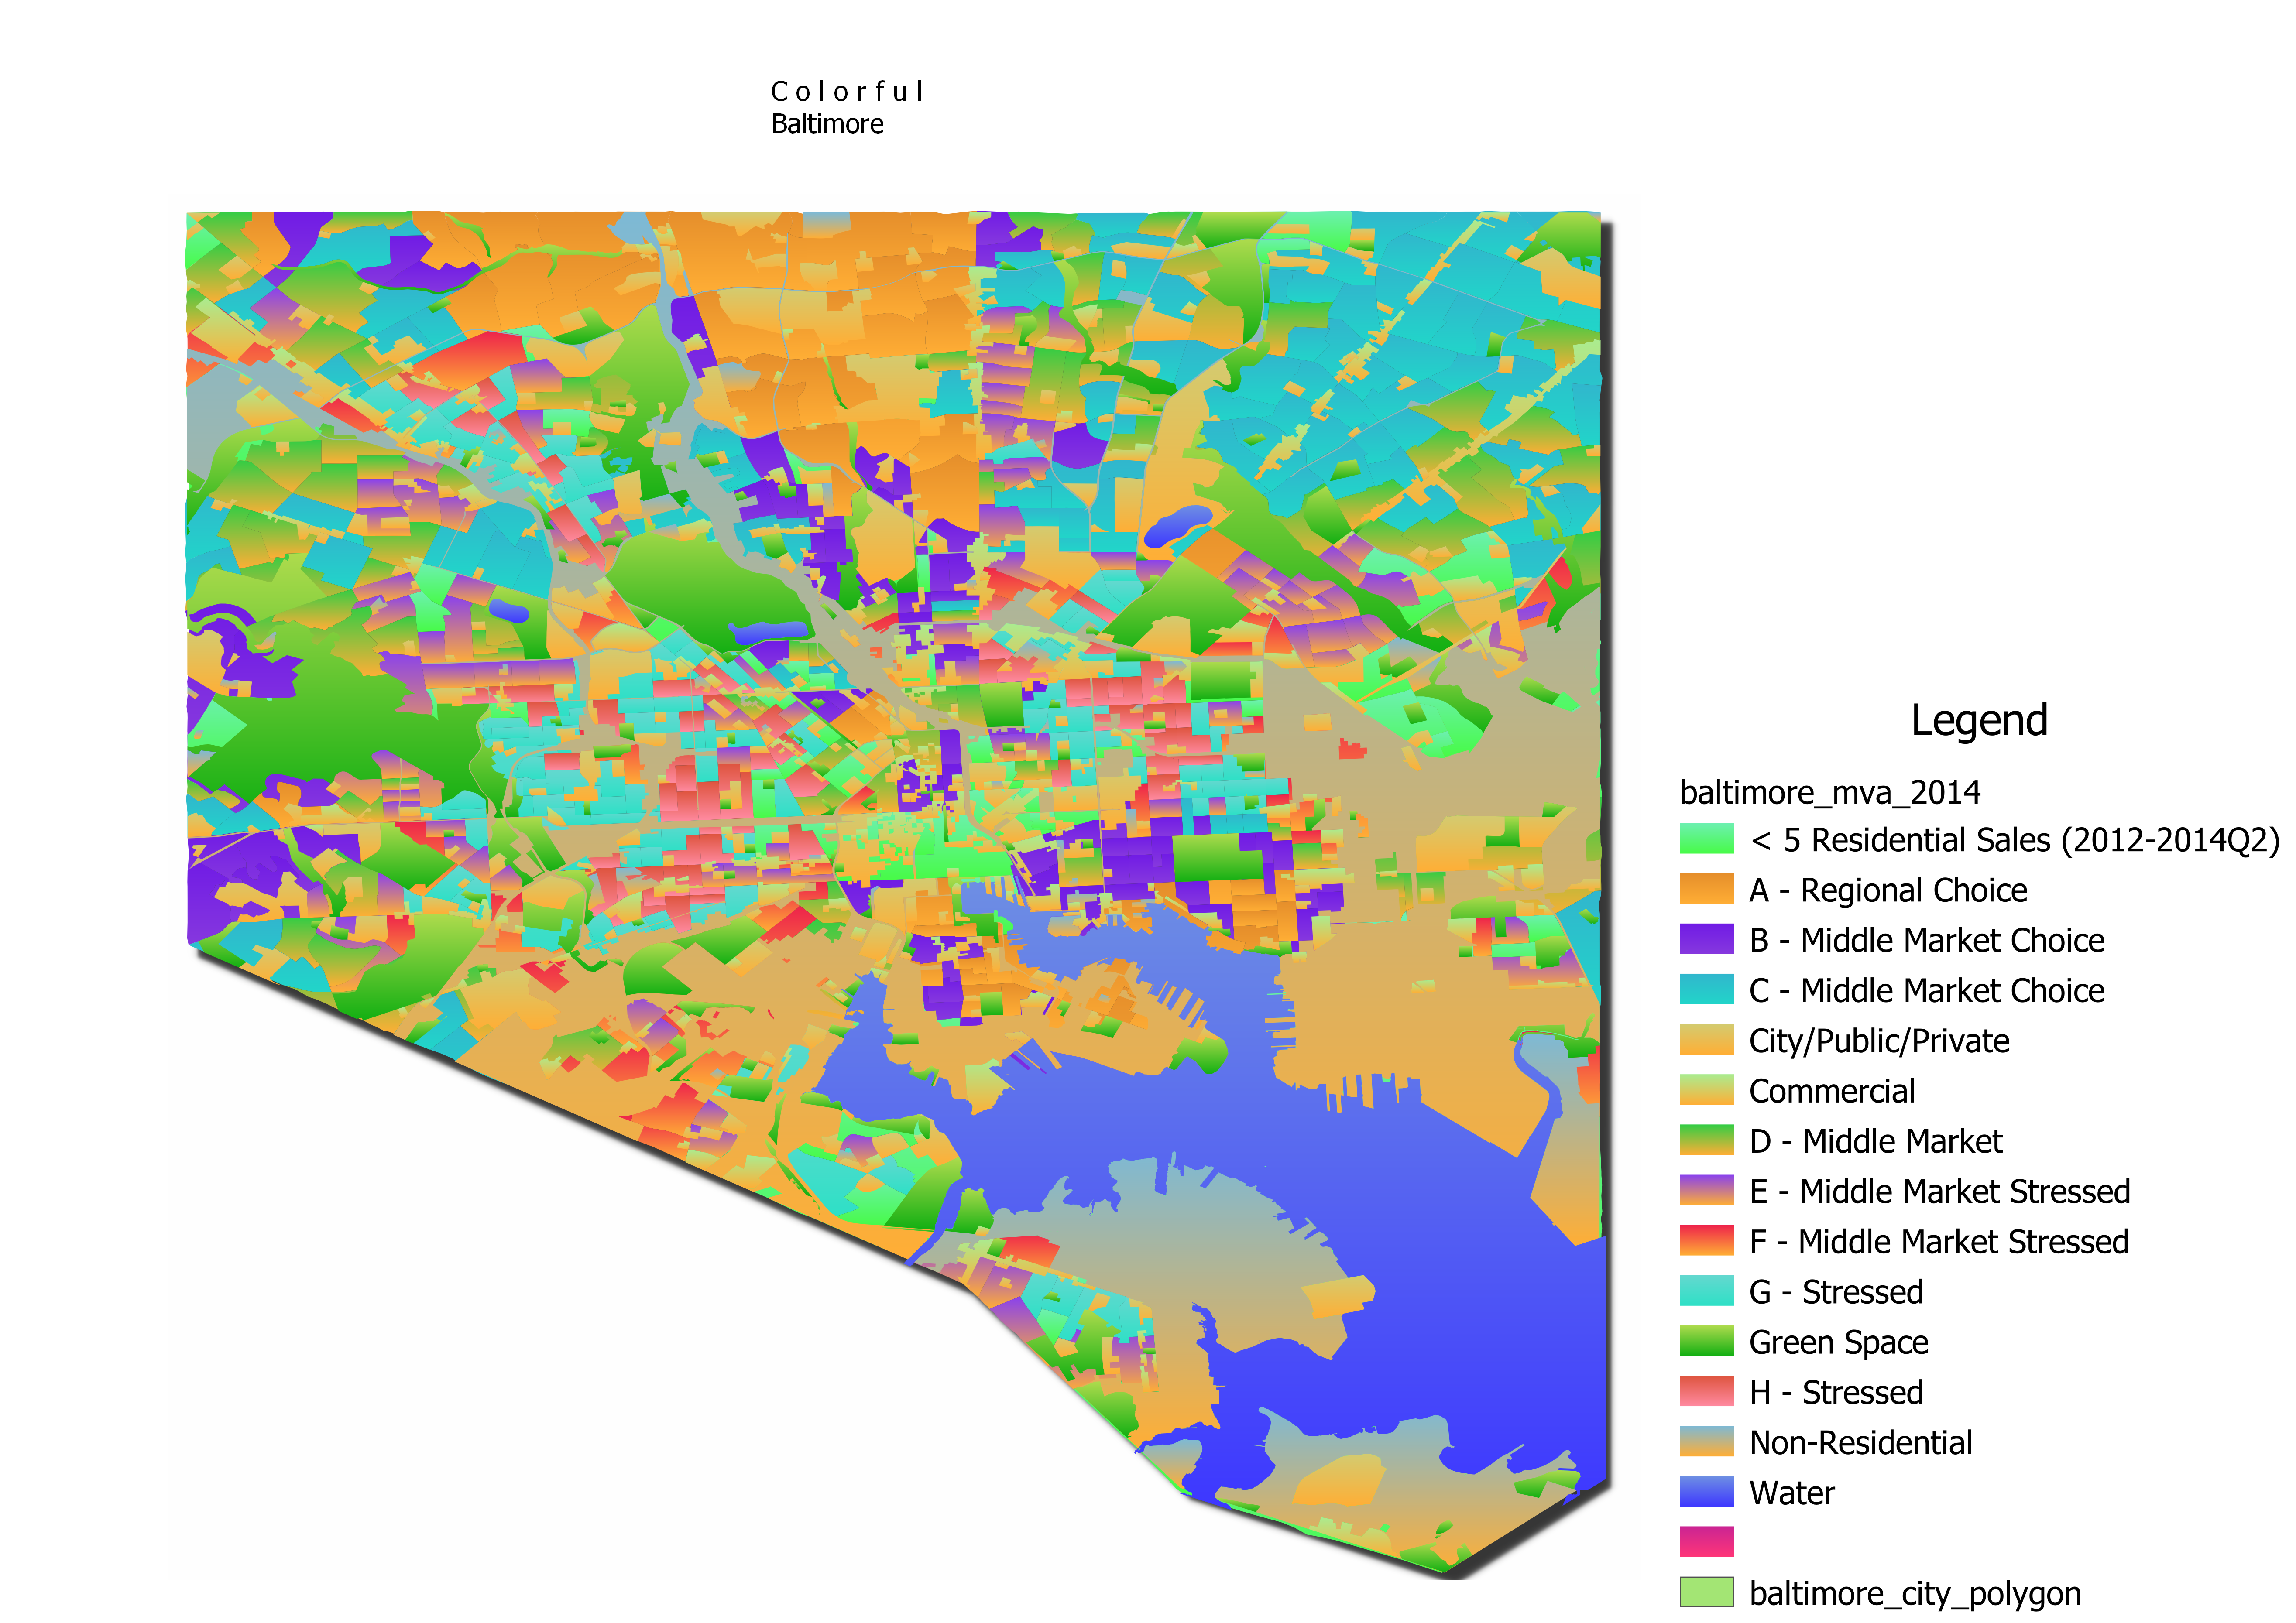 C o l o r f u l
Baltimore
Legend
baltimore_mva_2014
< 5 Residential Sales (2012-2014Q2)
A - Regional Choice
B - Middle Market Choice
C - Middle Market Choice
City/Public/Private
Commercial
D - Middle Market
E - Middle Market Stressed
F - Middle Market Stressed
G - Stressed
Green Space
H - Stressed
Non-Residential
Water
baltimore_city_polygon